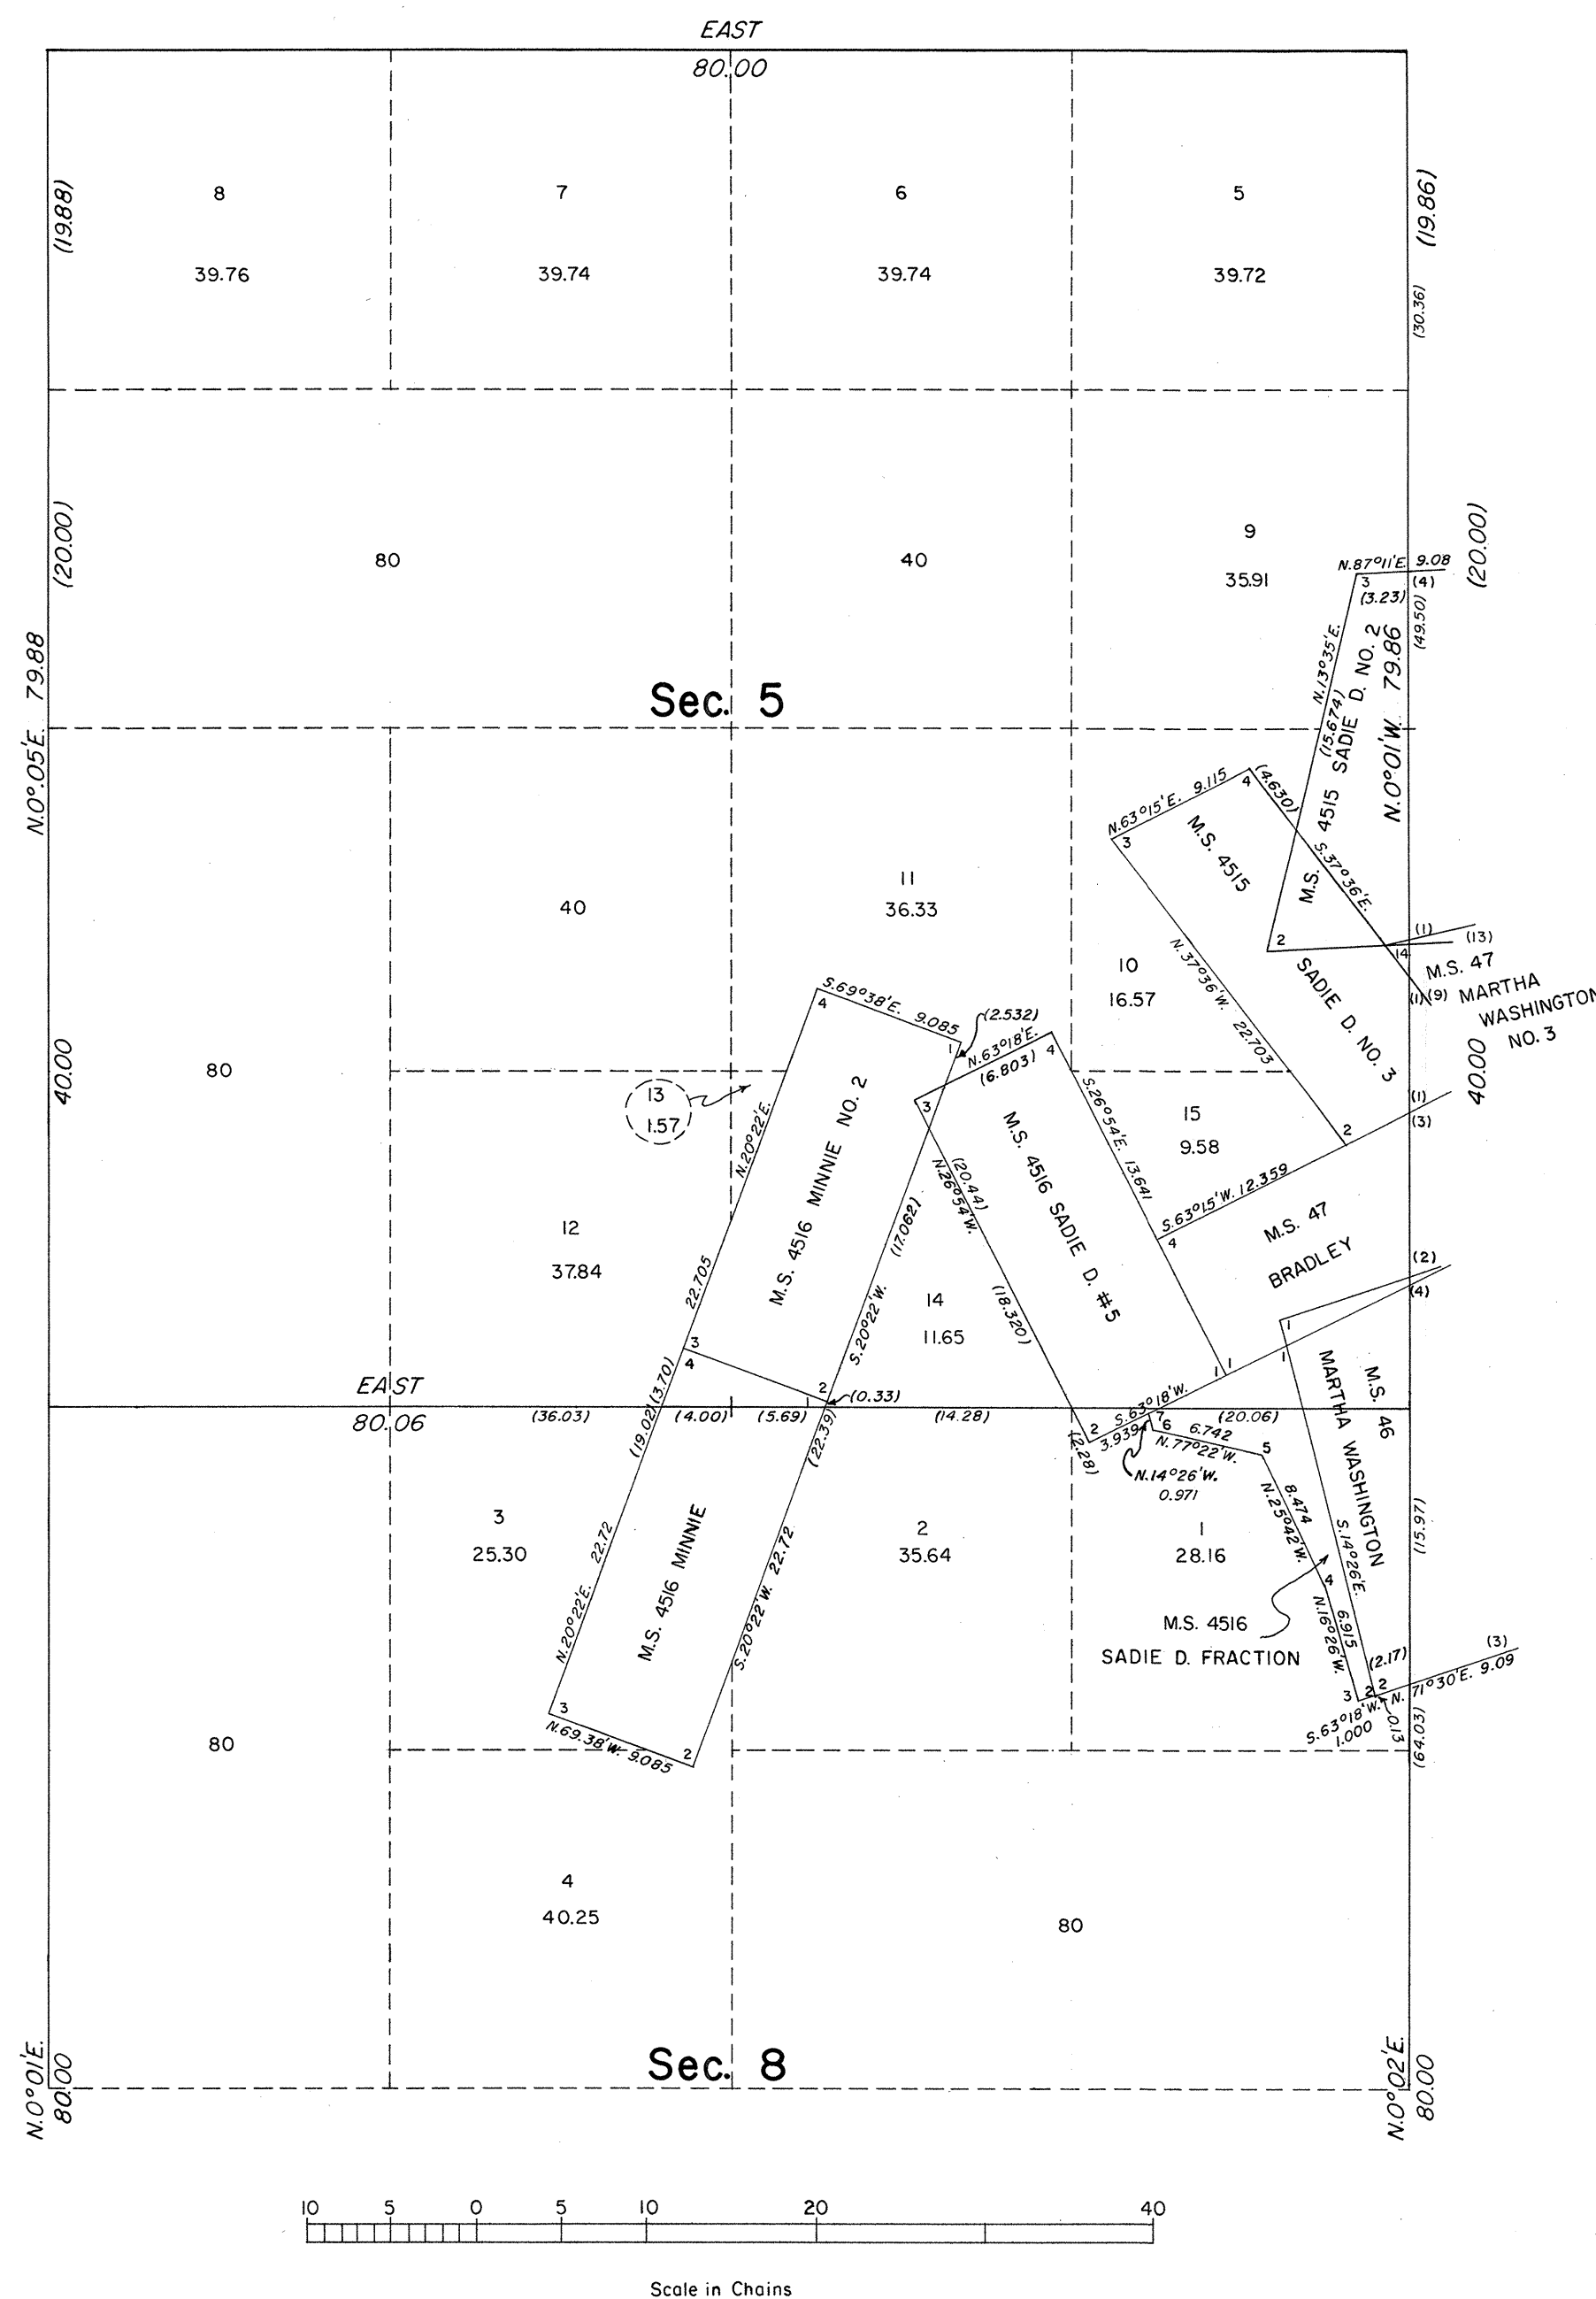 EAST
80.00
8
7
6
5
39.76
39.74
39.74
39.72
(19.88)
(19.86)
(30.36)
(20.00)
(20.00)
80
40
9
35.91
N.87°11'E. 9.08
3
(4)
(3.23)
(49.50)
N.13°35'E.
(15.674)
M.S. 4515 SADIE D. NO. 2
N.0°01'W. 79.86
N.0°.05'E. 79.88
Sec. 5
40
11
36.33
N.63°15'E. 9.115
4
(4.630)
3
M.S. 4515
SADIE D. NO. 3
S.37°36'E.
2
(1)
(13)
14
M.S. 47
(1)
(9)
MARTHA
WASHINGTON
NO. 3
10
16.57
N.37°36'W. 22.703
40.00
40.00
80
S.69°38'E. 9.085
4
1
(2.532)
N.63°18'E.
4
(6.803)
3
13
1.57
N.20°22'E.
22.705
M.S. 4516 MINNIE NO. 2
M.S. 4516 SADIE D. #5
S.26°54'E. 13.641
15
9.58
2
(1)
(3)
S.63°15'W. 12.359
4
M.S. 47
BRADLEY
(20.44)
N.26°54'W.
(18.320)
(17.062)
S.20°22'W.
12
37.84
14
11.65
(2)
(4)
1
1
1
1
3
4
2
(0.33)
(3.70)
(19.02)
EAST
80.06
(36.03)
(4.00)
(5.69)
(14.28)
(20.06)
(22.39)
(2.28)
2
S.63°18'W.
3.939
7
6
6.742
N.77°22'W.
5
N.14°26'W.
0.971
M.S. 46
MARTHA WASHINGTON
S.14°26'E.
8.474
N.25°42'W.
(15.97)
3
25.30
2
35.64
1
28.16
N.20°22'E. 22.72
M.S. 4516 MINNIE
S.20°22'W. 22.72
M.S. 4516
SADIE D. FRACTION
4
6.915
N.16°26'W.
(2.17)
(3)
3
2
2
N. 71°30'E. 9.09
S.63°18'W.
1.000
0.13
(64.03)
80
3
N.69.38'W. 9.085
2
4
40.25
80
Sec. 8
N.0°01'E.
80.00
N.0°02'E.
80.00
10 5 0 5 10 20 40
Scale in Chains